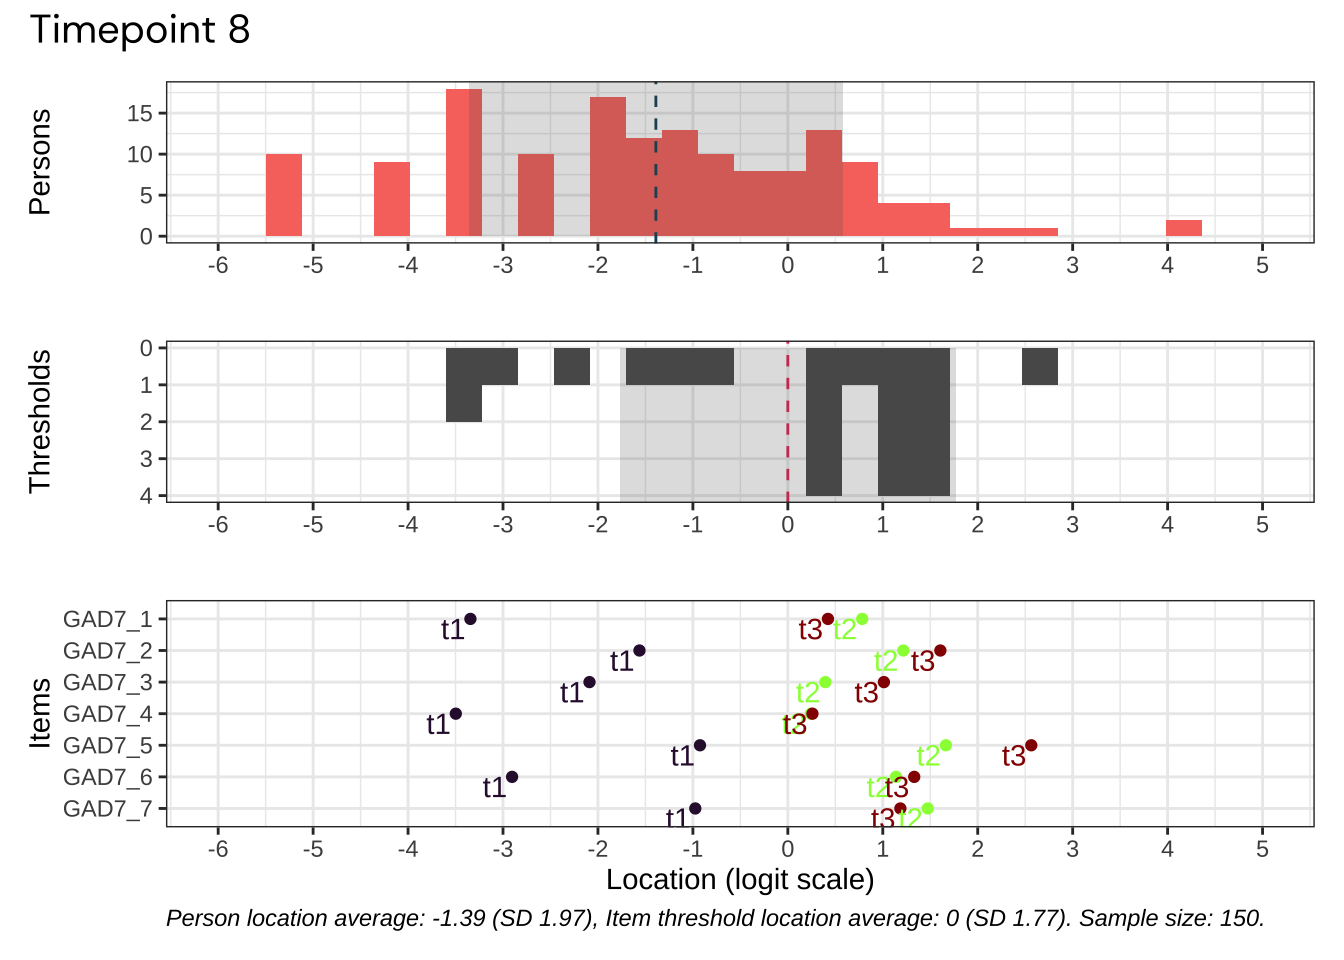 Timepoint 8
Persons
15
10
5
0
-6 -5 -4 -3 -2 -1 0 1 2 3 4 5
Thresholds
0
1
2
3
4
-6 -5 -4 -3 -2 -1 0 1 2 3 4 5
Items
GAD7_1 t1 t3 t2
GAD7_2 t1 t2 t3
GAD7_3 t1 t2 t3
GAD7_4 t1 t3
GAD7_5 t1 t2 t3
GAD7_6 t1 t2 t3
GAD7_7 t1 t3 t2
-6 -5 -4 -3 -2 -1 0 1 2 3 4 5
Location (logit scale)
Person location average: -1.39 (SD 1.97), Item threshold location average: 0 (SD 1.77). Sample size: 150.